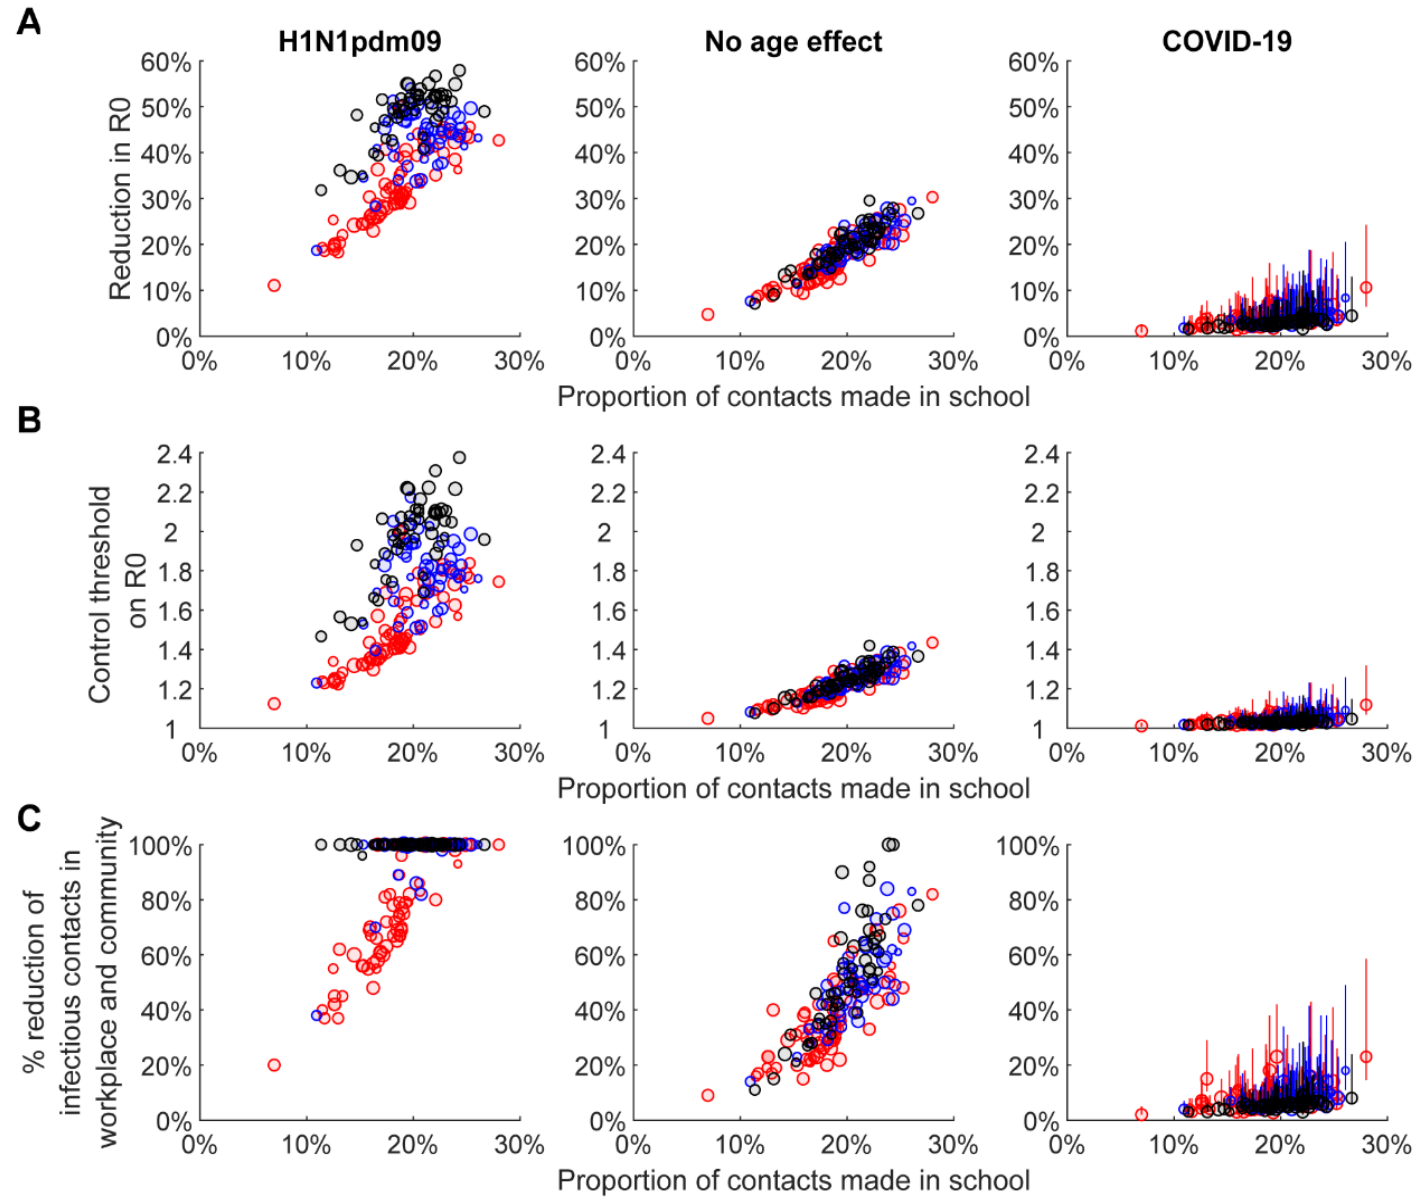 A
H1N1pdm09
No age effect
COVID-19
Reduction in R0
60%
50%
40%
30%
20%
10%
0%
0% 10% 20% 30%
60%
50%
40%
30%
20%
10%
0%
0% 10% 20% 30%
60%
50%
40%
30%
20%
10%
0%
0% 10% 20% 30%
Proportion of contacts made in school
B
Control threshold
on R0
2.4
2.2
2
1.8
1.6
1.4
1.2
1
0% 10% 20% 30%
2.4
2.2
2
1.8
1.6
1.4
1.2
1
0% 10% 20% 30%
2.4
2.2
2
1.8
1.6
1.4
1.2
1
0% 10% 20% 30%
Proportion of contacts made in school
C
% reduction of
infectious contacts in
workplace and community
100%
80%
60%
40%
20%
0%
0% 10% 20% 30%
100%
80%
60%
40%
20%
0%
0% 10% 20% 30%
100%
80%
60%
40%
20%
0%
0% 10% 20% 30%
Proportion of contacts made in school